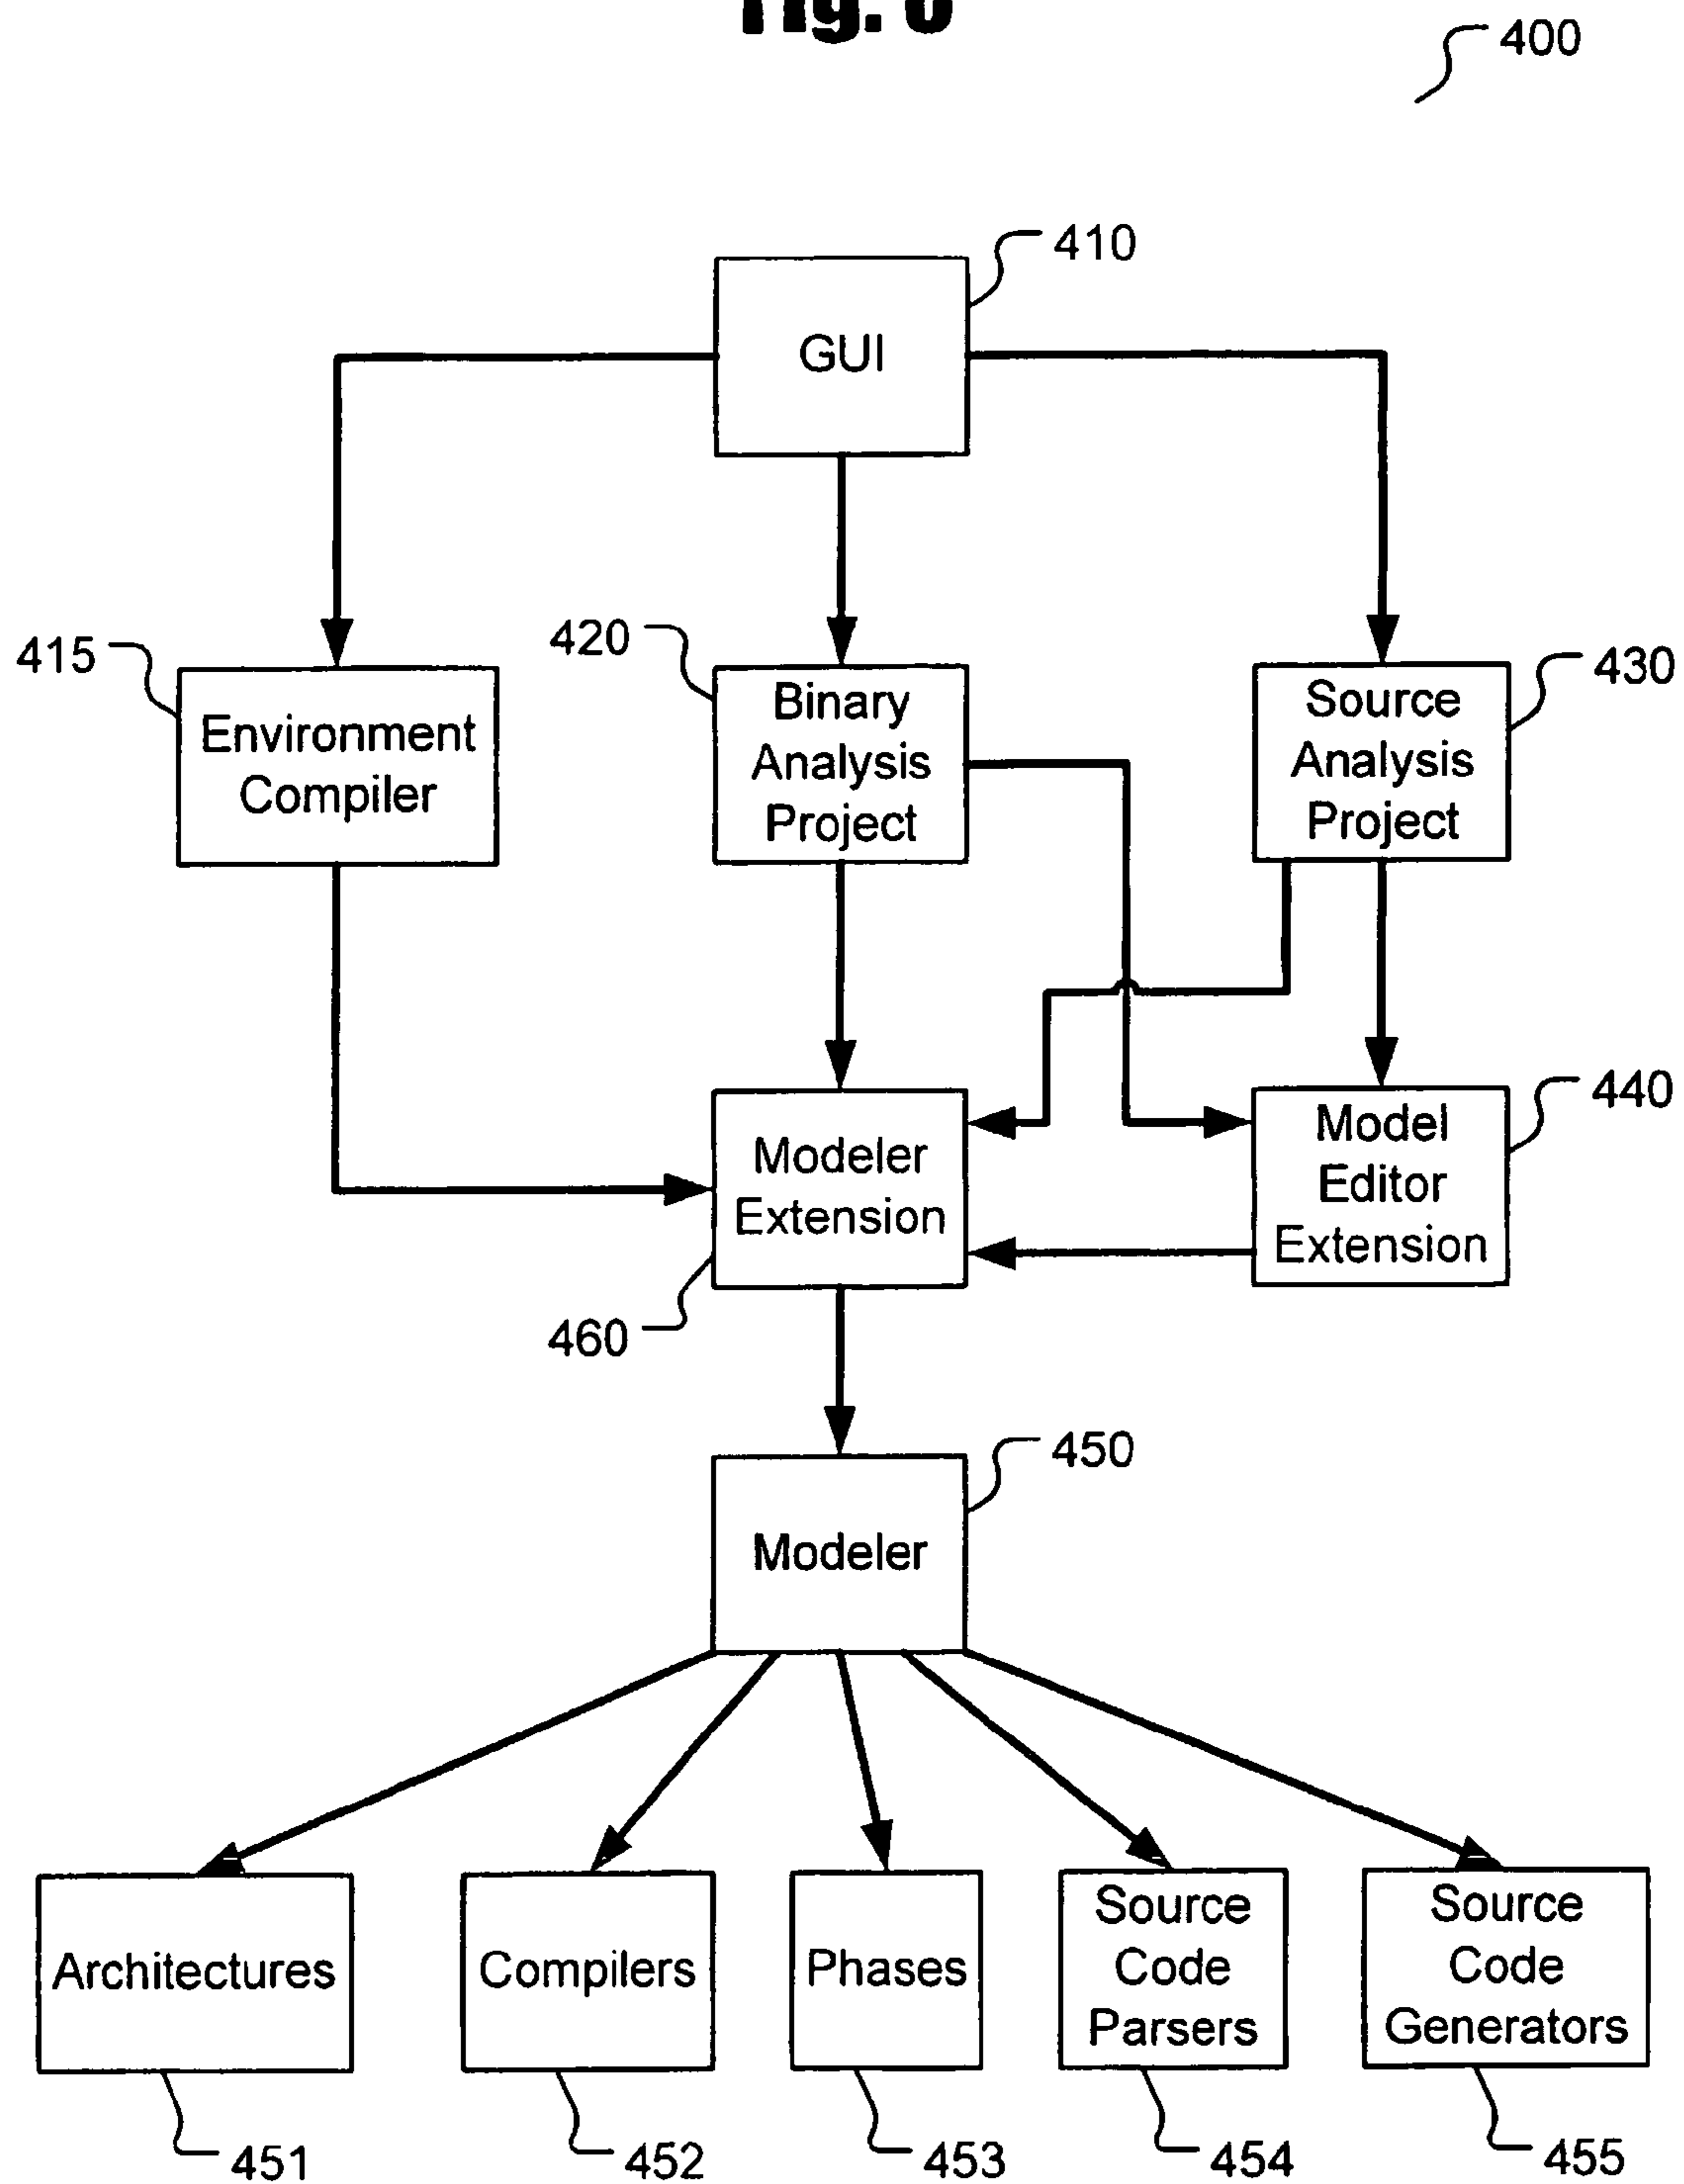 Fig.
400
410
GUI
415
420
430
Environment
Compiler
Binary
Analysis
Project
Source
Analysis
Project
440
Modeler
Extension
Model
Editor
Extension
460
450
Modeler
Architectures
Compilers
Phases
Source
Code
Parsers
Source
Code
Generators
451
452
453
454
455